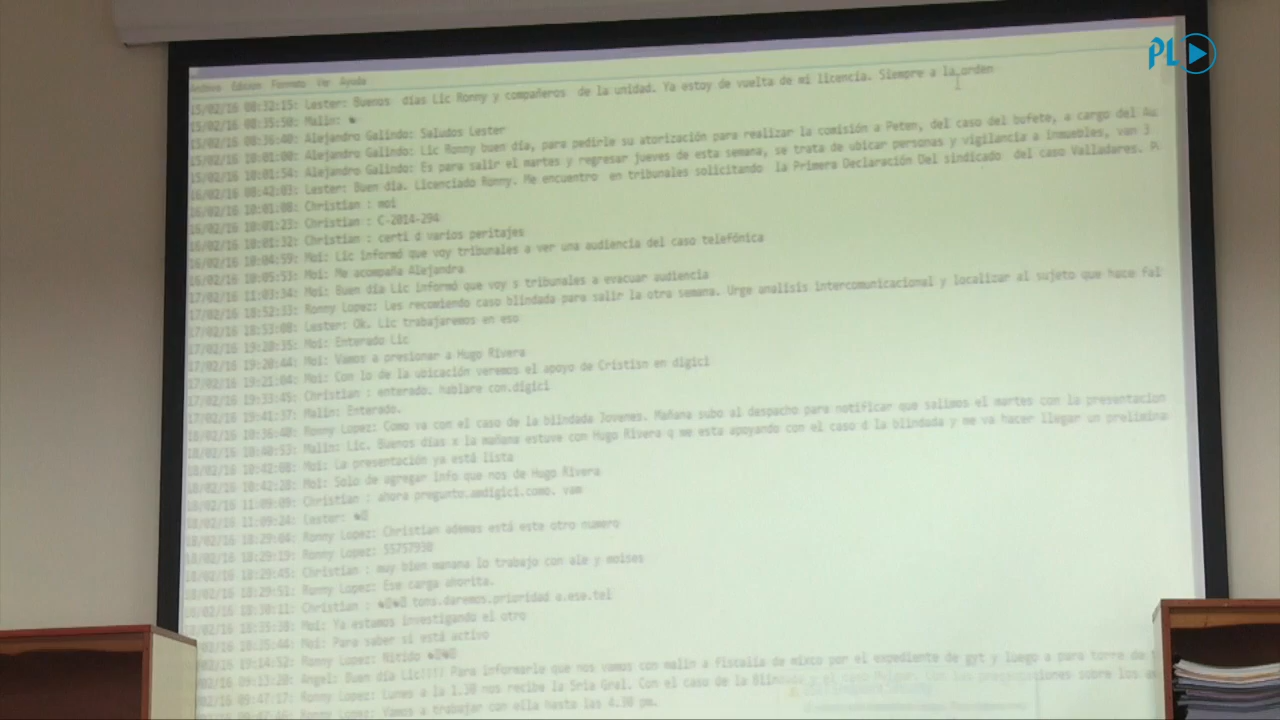 PL
Archivo Edición Formato Ver Ayuda
15/02/16 08:32:15: Lester: Buenos días Lic Ronny y compañeros de la unidad. Ya estoy de vuelta de mi licencia. Siempre a la orden
15/02/16 08:35:50: Malin:
15/02/16 08:36:40: Alejandro Galindo: Saludos Lester
15/02/16 10:01:00: Alejandro Galindo: Lic Ronny buen día, para pedirle su atorización para realizar la comisión a Peten, del caso del bufete, a cargo del Au
15/02/16 10:01:54: Alejandro Galindo: Es para salir el martes y regresar jueves de esta semana, se trata de ubicar personas y vigilancia a inmuebles, van 3
16/02/16 08:42:03: Lester: Buen día. Licenciado Ronny. Me encuentro en tribunales solicitando la Primera Declaración Del sindicado del caso Valladares.
16/02/16 10:01:08: Christian : moi
16/02/16 10:01:23: Christian : C-2014-294
16/02/16 10:01:32: Christian : certi d varios peritajes
16/02/16 10:04:59: Moi: Lic informó que voy tribunales a ver una audiencia del caso telefónica
16/02/16 10:05:53: Moi: Me acompaña Alejandra
17/02/16 11:03:34: Moi: Buen día Lic informó que voy s tribunales a evacuar audiencia
17/02/16 18:52:33: Ronny Lopez: Les recomiendo caso blindada para salir la otra semana. Urge analisis intercomunicacional y localizar al sujeto que hace fal
17/02/16 18:53:08: Lester: Ok. Lic trabajaremos en eso
17/02/16 19:20:35: Moi: Enterado Lic
17/02/16 19:20:44: Moi: Vamos a presionar a Hugo Rivera
17/02/16 19:21:04: Moi: Con lo de la ubicación veremos el apoyo de Cristisn en digici
17/02/16 19:33:45: Christian : enterado. hablare con.digici
17/02/16 19:41:37: Malin: Enterado.
18/02/16 10:36:40: Ronny Lopez: Como va con el caso de la blindada Jovenes. Mañana subo al despacho para notificar que salimos el martes con la presentacion
18/02/16 10:40:53: Malin: Lic. Buenos días x la mañana estuve con Hugo Rivera q me esta apoyando con el caso d la blindada y me va hacer llegar un prelimina
18/02/16 10:42:08: Moi: La presentación ya está lista
18/02/16 10:42:28: Moi: Solo de agregar info que nos de Hugo Rivera
18/02/16 11:09:09: Christian : ahora pregunto.amdigici.como. vam
18/02/16 11:09:24: Lester:
18/02/16 18:29:04: Ronny Lopez: Christian ademas está este otro numero
18/02/16 18:29:19: Ronny Lopez: 55757930
18/02/16 18:29:45: Christian : muy bien manana lo trabajo con ale y moises
18/02/16 18:29:51: Ronny Lopez: Ese carga ahorita.
18/02/16 18:30:11: Christian : tons.daremos.prioridad a.ese.tel
18/02/16 18:35:38: Moi: Ya estamos investigando el otro
18/02/16 18:35:44: Moi: Para saber si está activo
19:14:52: Ronny Lopez: Nitido
09:13:20: Angel: Buen día Lic!!!! Para informarle que nos vamos con malin a fiscalía de mixco por el expediente de gyt y luego a para torre de
09:47:17: Ronny Lopez: Lunes a la 1.30 nos recibe la Sria Gral. Con el caso de la Blindada y el caso sobre los
Ronny Lopez: Vamos a trabajar con ella hasta las 4.30 pm.